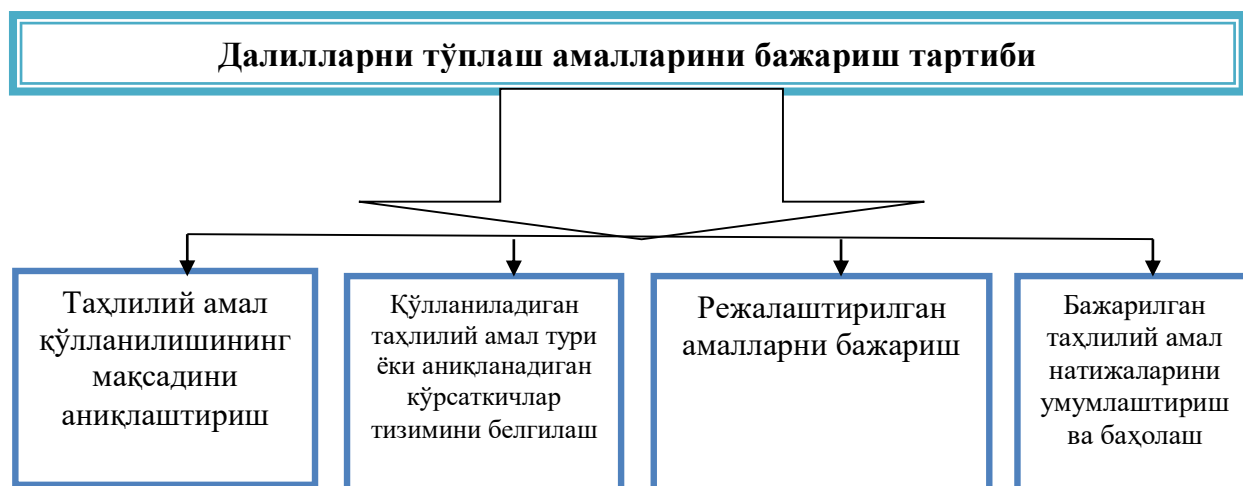 Далилларни тўплаш амалларини бажариш тартиби
Таҳлилий амал
қўлланилишининг
мақсадини
аниқлаштириш
Қўлланиладиган
таҳлилий амал тури
ёки аниқланадиган
кўрсаткичлар
тизимини белгилаш
Режалаштирилган
амалларни бажариш
Бажарилган
таҳлилий амал
натижаларини
умумлаштириш
ва баҳолаш